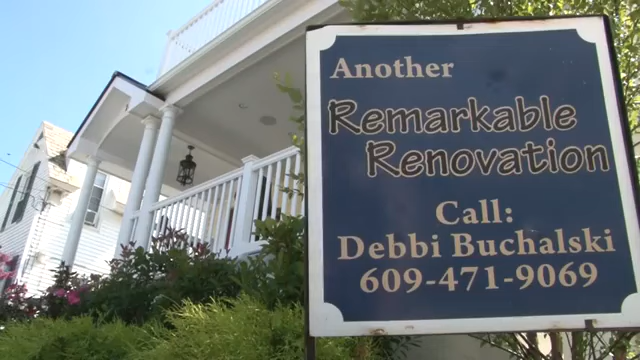 Another
Remarkable
Renovation
Call:
Debbi Buchalski
609-471-9069